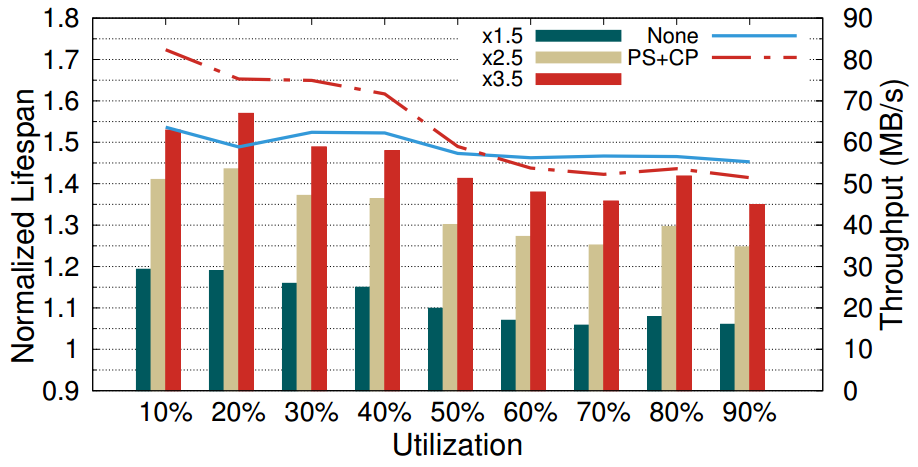 1.8
1.7
1.6
1.5
1.4
1.3
1.2
1.1
1
0.9
Normalized Lifespan
x1.5
x2.5
x3.5
None
PS+CP
90
80
70
60
50
40
30
20
10
0
Throughput (MB/s)
10% 20% 30% 40% 50% 60% 70% 80% 90%
Utilization